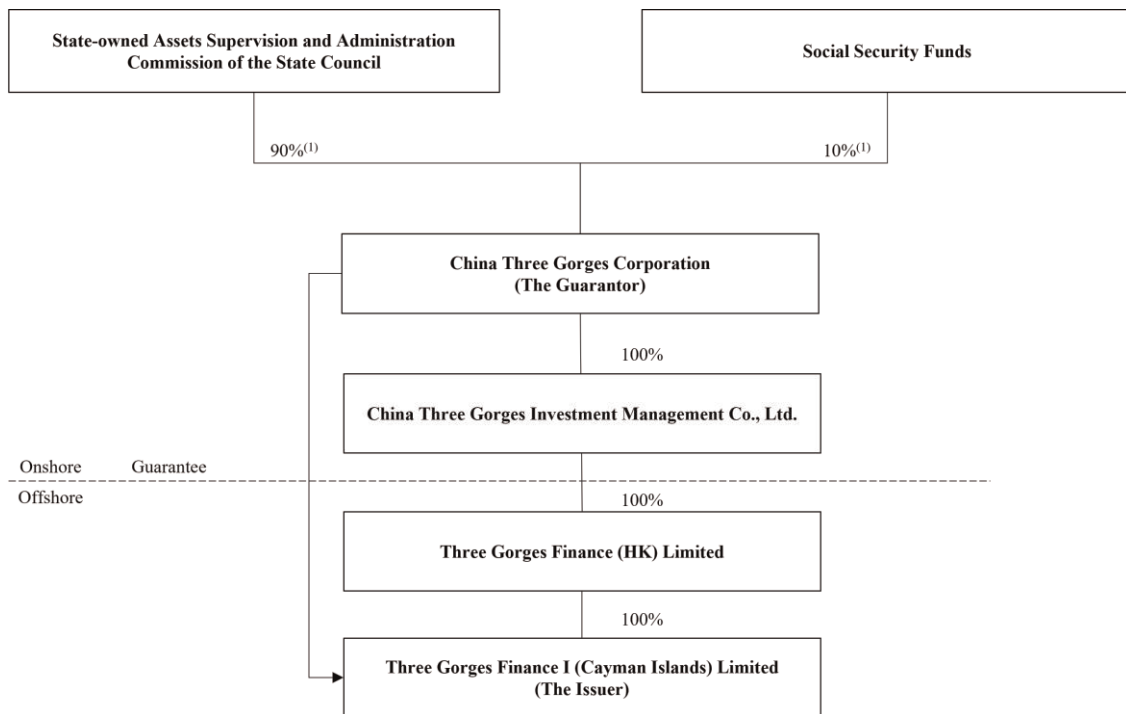 State-owned Assets Supervision and Administration
Commission of the State Council
Social Security Funds
90%(1)
10%(1)
China Three Gorges Corporation
(The Guarantor)
100%
China Three Gorges Investment Management Co., Ltd.
Onshore Guarantee
Offshore
100%
Three Gorges Finance (HK) Limited
100%
Three Gorges Finance I (Cayman Islands) Limited
(The Issuer)